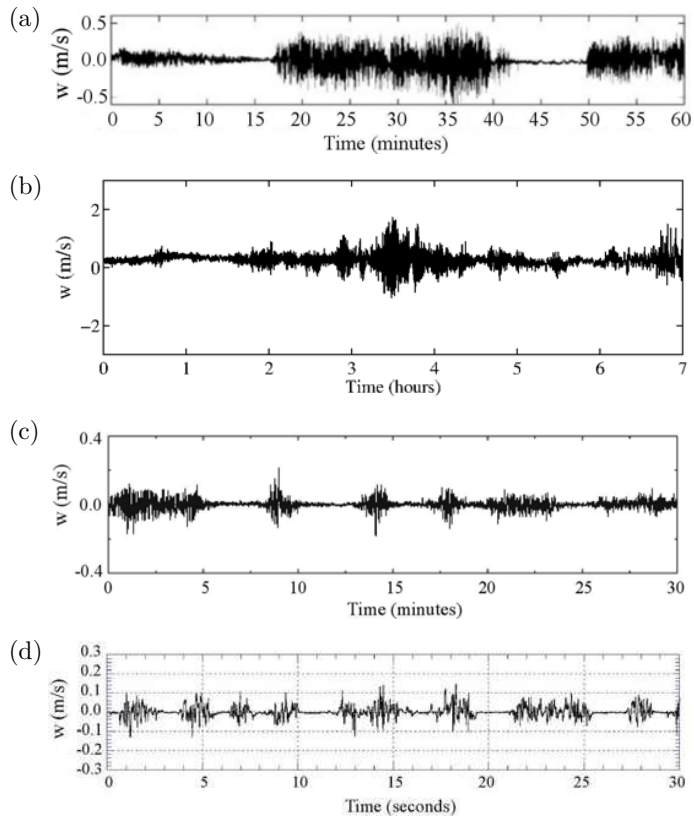 (a)
w (m/s)
0.5
0.0
-0.5
0 5 10 15 20 25 30 35 40 45 50 55 60
Time (minutes)
(b)
w (m/s)
2
0
−2
0 1 2 3 4 5 6 7
Time (hours)
(c)
w (m/s)
0.4
0.0
-0.4
0 5 10 15 20 25 30
Time (minutes)
(d)
w (m/s)
0.3
0.2
0.1
0.0
-0.1
-0.2
-0.3
0 5 10 15 20 25 30
Time (seconds)